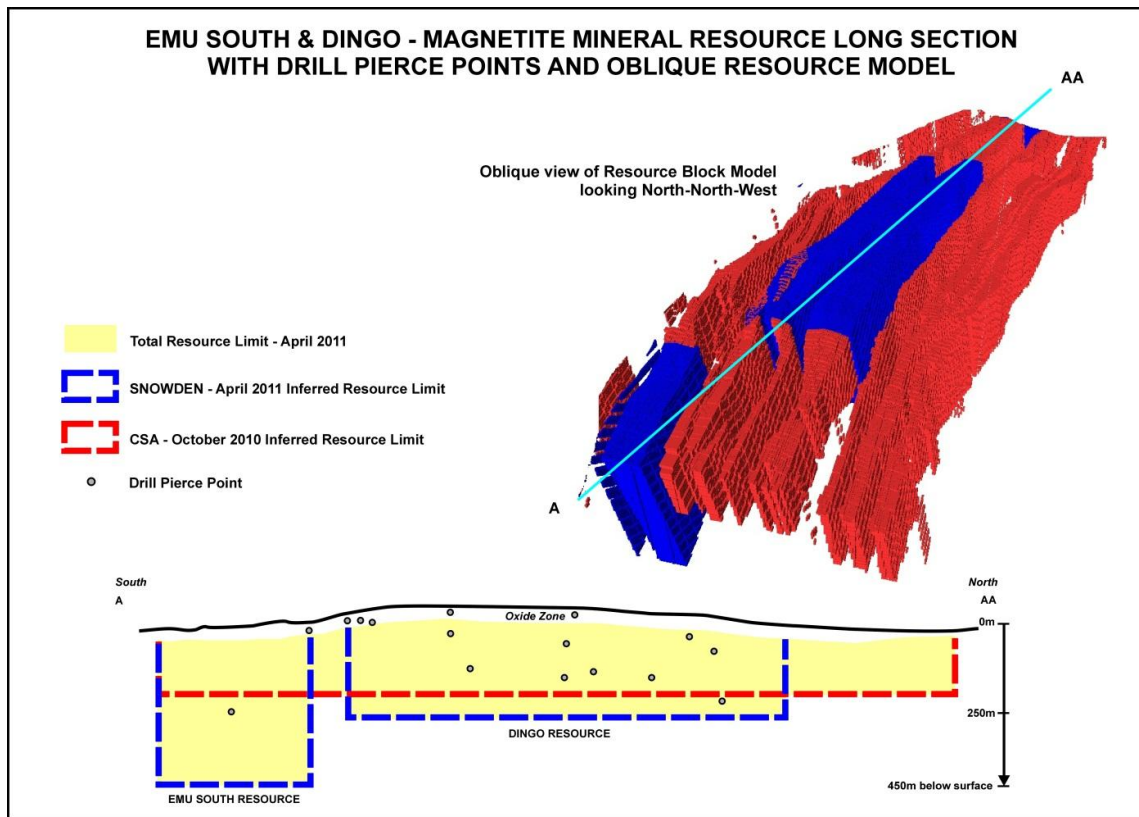 EMU SOUTH & DINGO - MAGNETITE MINERAL RESOURCE LONG SECTION
WITH DRILL PIERCE POINTS AND OBLIQUE RESOURCE MODEL
AA
Oblique view of Resource Block Model
looking North-North-West
Total Resource Limit - April 2011
SNOWDEN - April 2011 Inferred Resource Limit
CSA - October 2010 Inferred Resource Limit
Drill Pierce Point
A
South
A
North
AA
Oxide Zone
0m
250m
DINGO RESOURCE
450m below surface
EMU SOUTH RESOURCE